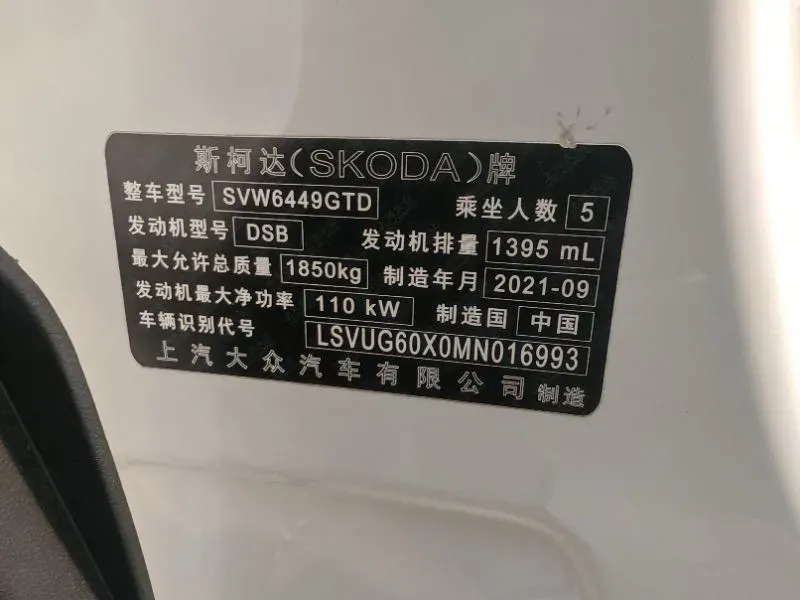 斯柯达(SKODA)牌
整车型号 SVW6449GTD 乘坐人数 5
发动机型号 DSB 发动机排量 1395 mL
最大允许总质量 1850kg 制造年月 2021-09
发动机最大净功率 110 kW 制造国 中国
车辆识别代号 LSVUG60X0MN016993
上汽大众汽车有限公司 制造